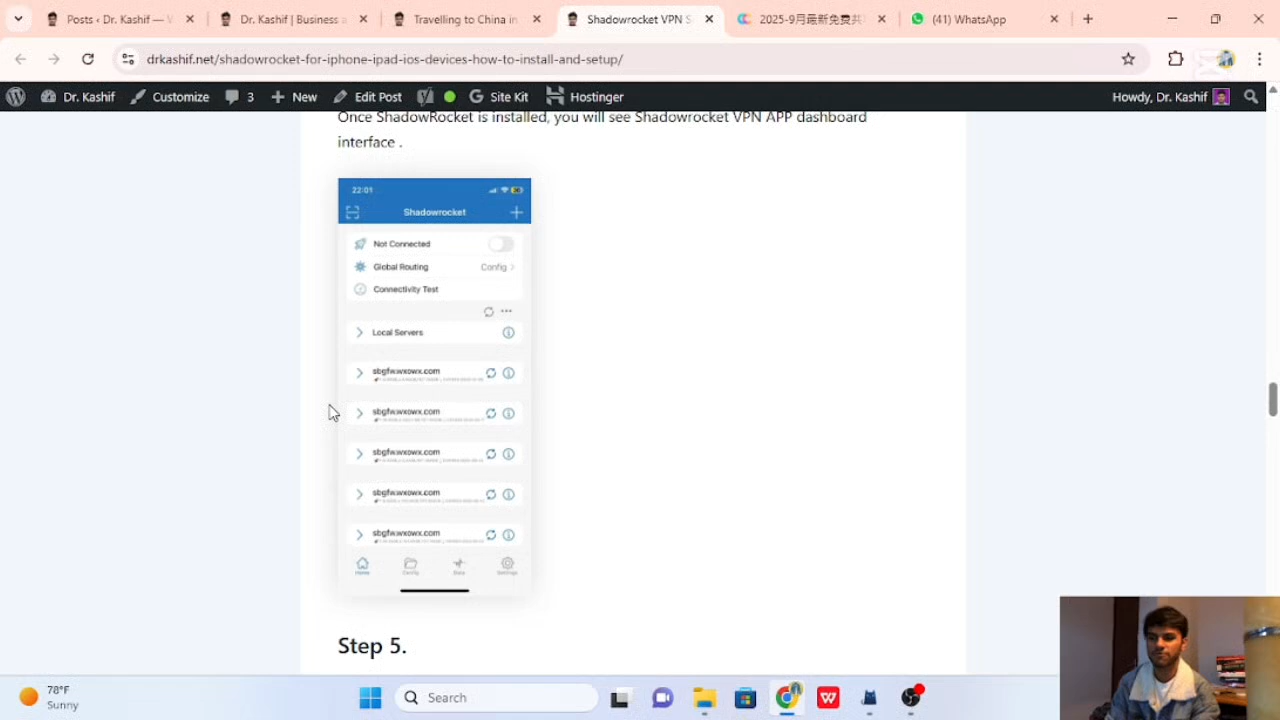 Posts ‹ Dr. Kashif — V
Dr. Kashif | Business a
Travelling to China in
Shadowrocket VPN S
2025-9月最新免费共
(41) WhatsApp
drkashif.net/shadowrocket-for-iphone-ipad-ios-devices-how-to-install-and-setup/
Dr. Kashif
Customize
3
New
Edit Post
Site Kit
Hostinger
Howdy, Dr. Kashif
Once ShadowRocket is installed, you will see Shadowrocket VPN APP dashboard
interface .
22:01
Shadowrocket
Not Connected
Global Routing Config
Connectivity Test
Local Servers
sbgfw.wxowx.com
sbgfw.wxowx.com
sbgfw.wxowx.com
sbgfw.wxowx.com
sbgfw.wxowx.com
Home Config Data Settings
Step 5.
78°F
Sunny
Search